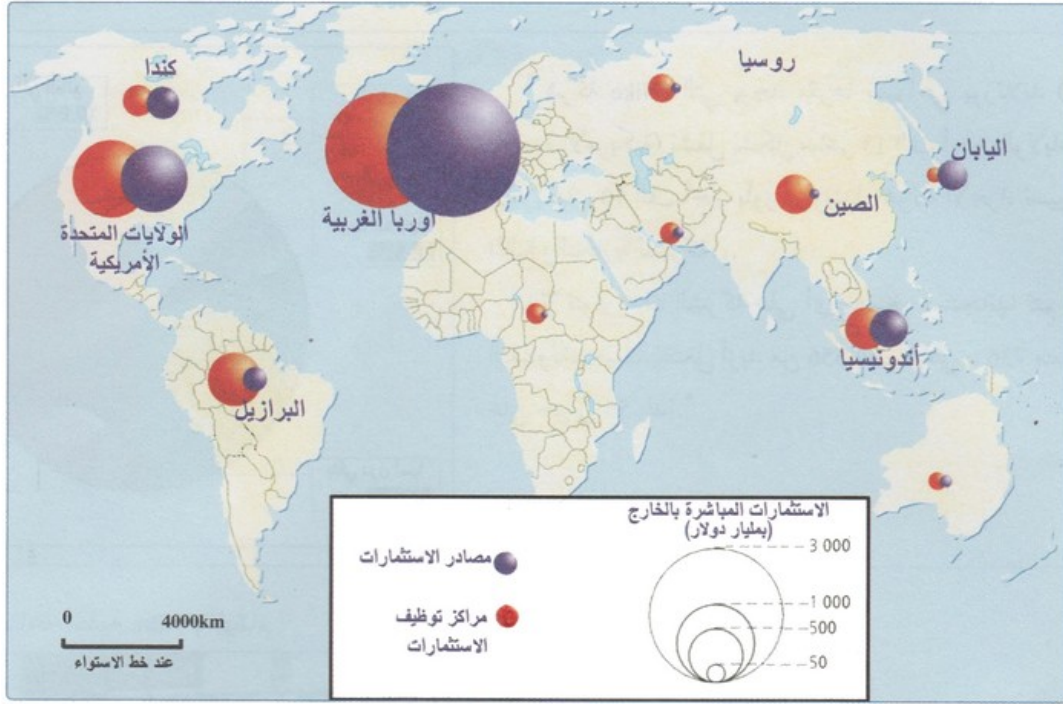 كندا
روسيا
اليابان
الصين
اوربا الغربية
الولايات المتحدة
الأمريكية
أندونيسيا
البرازيل
الاستثمارات المباشرة بالخارج
(بمليار دولار)
3 000
1 000
500
50
مصادر الاستثمارات
مراكز توظيف
الاستثمارات
0 4000km
عند خط الاستواء